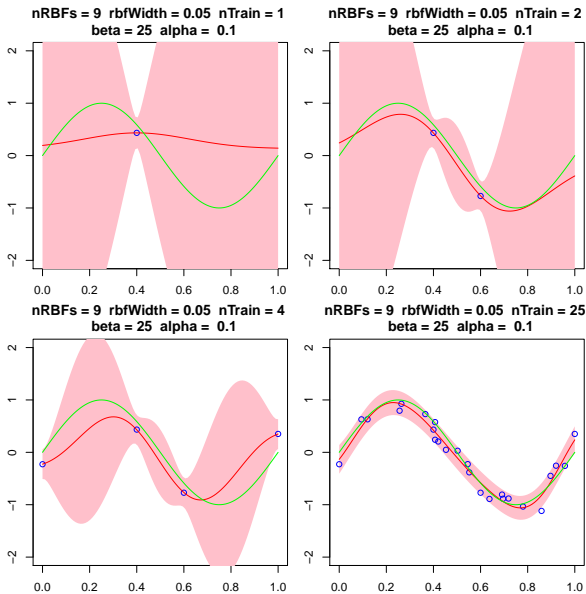 nRBFs = 9 rbfWidth = 0.05 nTrain = 1
beta = 25 alpha = 0.1
2
1
0
−1
−2
0.0 0.2 0.4 0.6 0.8 1.0
nRBFs = 9 rbfWidth = 0.05 nTrain = 2
beta = 25 alpha = 0.1
2
1
0
−1
−2
0.0 0.2 0.4 0.6 0.8 1.0
nRBFs = 9 rbfWidth = 0.05 nTrain = 4
beta = 25 alpha = 0.1
2
1
0
−1
−2
0.0 0.2 0.4 0.6 0.8 1.0
nRBFs = 9 rbfWidth = 0.05 nTrain = 25
beta = 25 alpha = 0.1
2
1
0
−1
−2
0.0 0.2 0.4 0.6 0.8 1.0